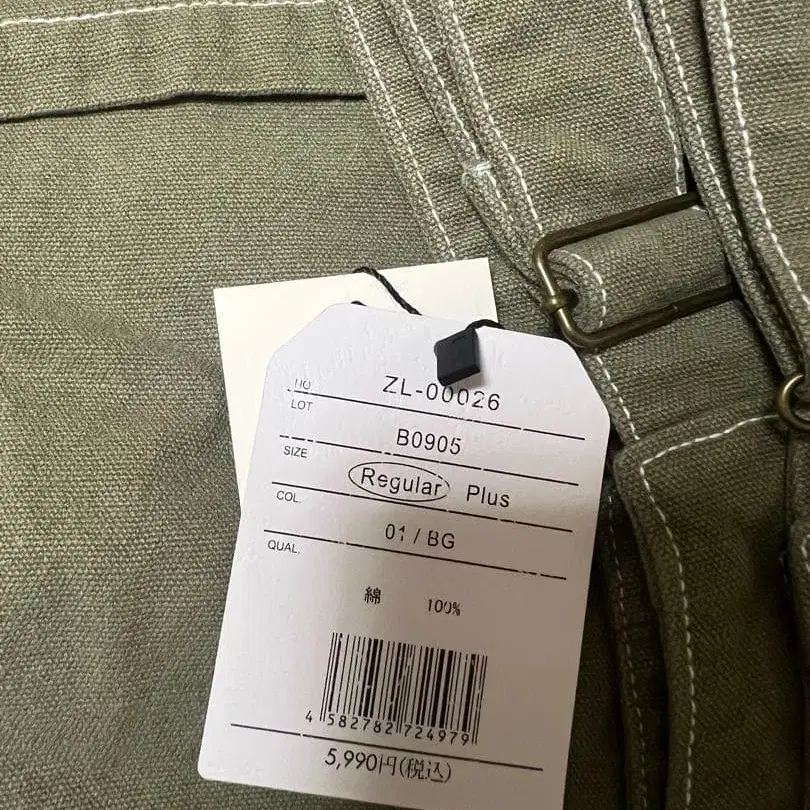 NO
ZL-00026
LOT
B0905
SIZE
Regular Plus
COL.
01 / BG
QUAL.
綿 100%
4 582782 724979
5,990円(税込)